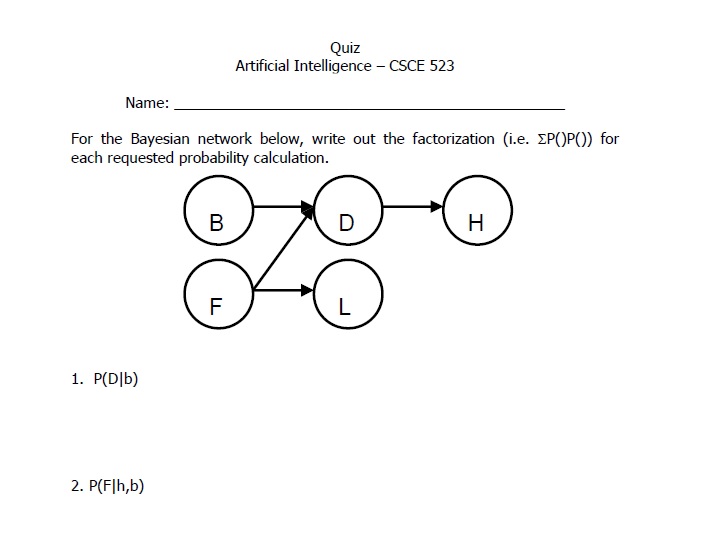 Quiz
Artificial Intelligence – CSCE 523
Name: ___________________________________________
For the Bayesian network below, write out the factorization (i.e. ΣP()P()) for
each requested probability calculation.
B D H
F L
1. P(D|b)
2. P(F|h,b)